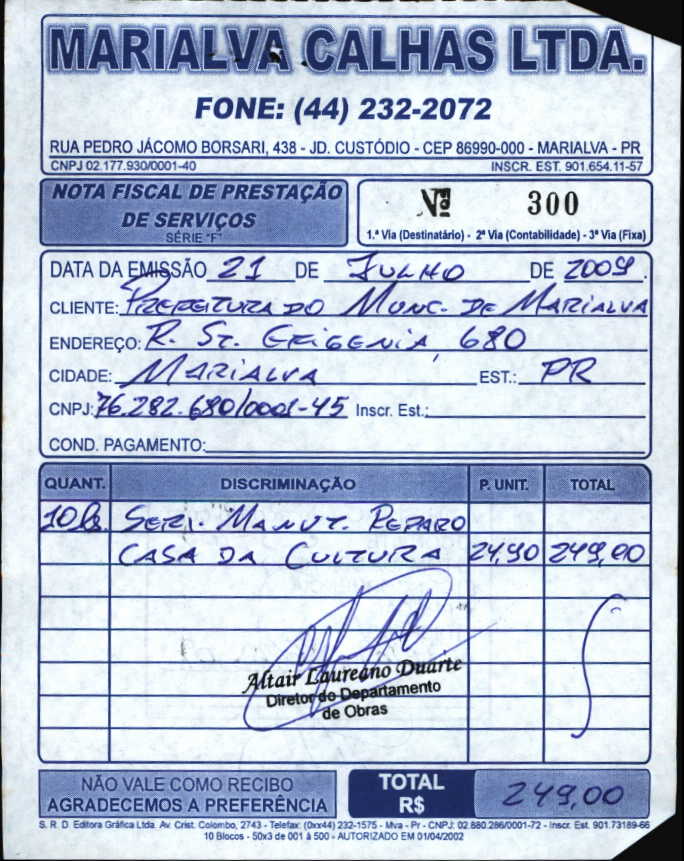 MARIALVA CALHAS LTDA.
FONE: (44) 232-2072
RUA PEDRO JÁCOMO BORSARI, 438 - JD. CUSTÓDIO - CEP 86990-000 - MARIALVA - PR
CNPJ 02.177.930/0001-40 INSCR. EST. 901.654.11-57
NOTA FISCAL DE PRESTAÇÃO
DE SERVIÇOS
SÉRIE "F"
Nº 300
1.ª Via (Destinatário) - 2ª Via (Contabilidade) - 3ª Via (Fixa)
DATA DA EMISSÃO 21 DE JULHO DE 2009.
CLIENTE: PREFEITURA DO MUNC. DE MARIALVA
ENDEREÇO: R. ST. EFIGENIA, 680
CIDADE: MARIALVA EST.: PR
CNPJ: 76.282.680/0001-45 Inscr. Est.:
COND. PAGAMENTO:
QUANT. DISCRIMINAÇÃO P. UNIT. TOTAL
10 SERV. MANUT. REPARO
CASA DA CULTURA 24,90 249,00
Altair Laureano Duarte
Diretor do Departamento
de Obras
NÃO VALE COMO RECIBO
AGRADECEMOS A PREFERÊNCIA
TOTAL
R$ 249,00
S. R. D. Editora Gráfica Ltda. Av. Crist. Colombo, 2743 - Telefax: (0xx44) 232-1575 - Mva - Pr - CNPJ: 02.880.286/0001-72 - Inscr. Est. 901.73189-66
10 Blocos - 50x3 de 001 à 500 - AUTORIZADO EM 01/04/2002